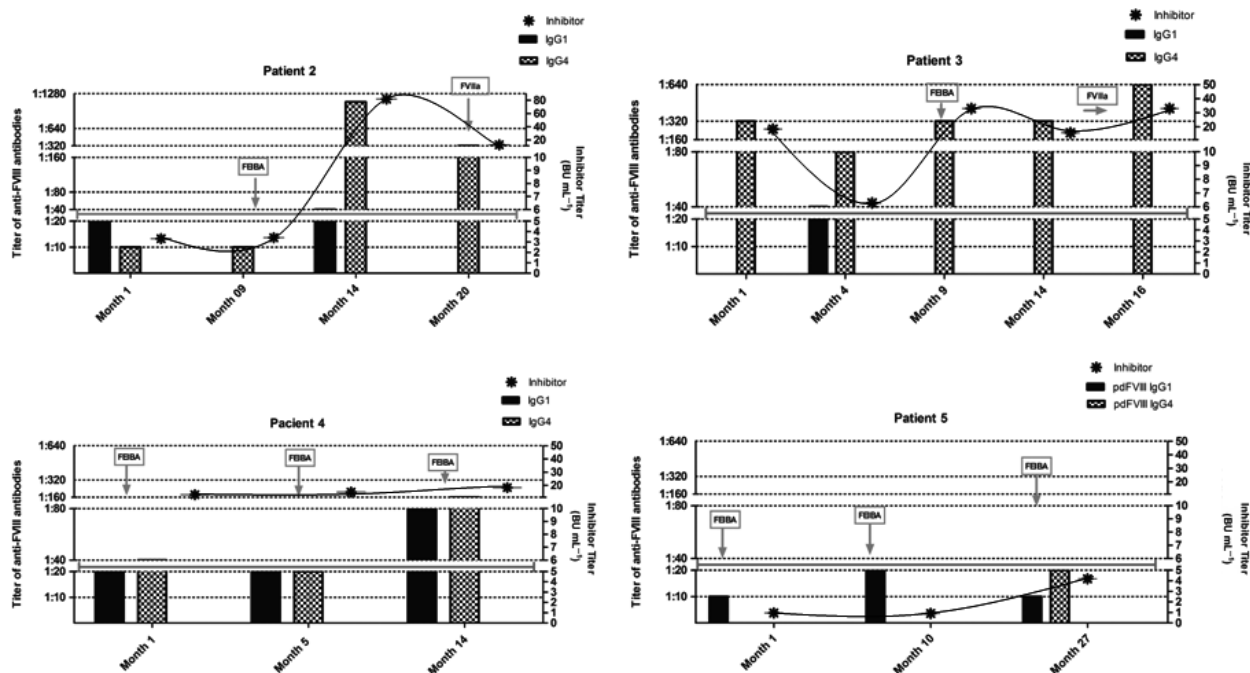 Inhibitor
IgG1
IgG4
Patient 2
Titer of anti-FVIII antibodies
1:1280
1:640
1:320
1:160
1:80
1:40
1:20
1:10
FEIBA
FVIIa
80
60
40
20
10
9
8
7
6
5
4
3
2
1
0
Inhibitor Titer
(BU mL⁻¹)
Month 1
Month 09
Month 14
Month 20
Inhibitor
IgG1
IgG4
Patient 3
Titer of anti-FVIII antibodies
1:640
1:320
1:160
1:80
1:40
1:20
1:10
FEIBA
FVIIa
50
40
30
20
10
9
8
7
6
5
4
3
2
1
0
Inhibitor Titer
(BU mL⁻¹)
Month 1
Month 4
Month 9
Month 14
Month 16
Inhibitor
IgG1
IgG4
Pacient 4
Titer of anti-FVIII antibodies
1:640
1:320
1:160
1:80
1:40
1:20
1:10
FEIBA
FEIBA
FEIBA
50
40
30
20
10
9
8
7
6
5
4
3
2
1
0
Inhibitor Titer
(BU mL⁻¹)
Month 1
Month 5
Month 14
Inhibitor
pdFVIII IgG1
pdFVIII IgG4
Patient 5
Titer of anti-FVIII antibodies
1:640
1:320
1:160
1:80
1:40
1:20
1:10
FEIBA
FEIBA
FEIBA
50
40
30
20
10
9
8
7
6
5
4
3
2
1
0
Inhibitor Titer
(BU mL⁻¹)
Month 1
Month 10
Month 27